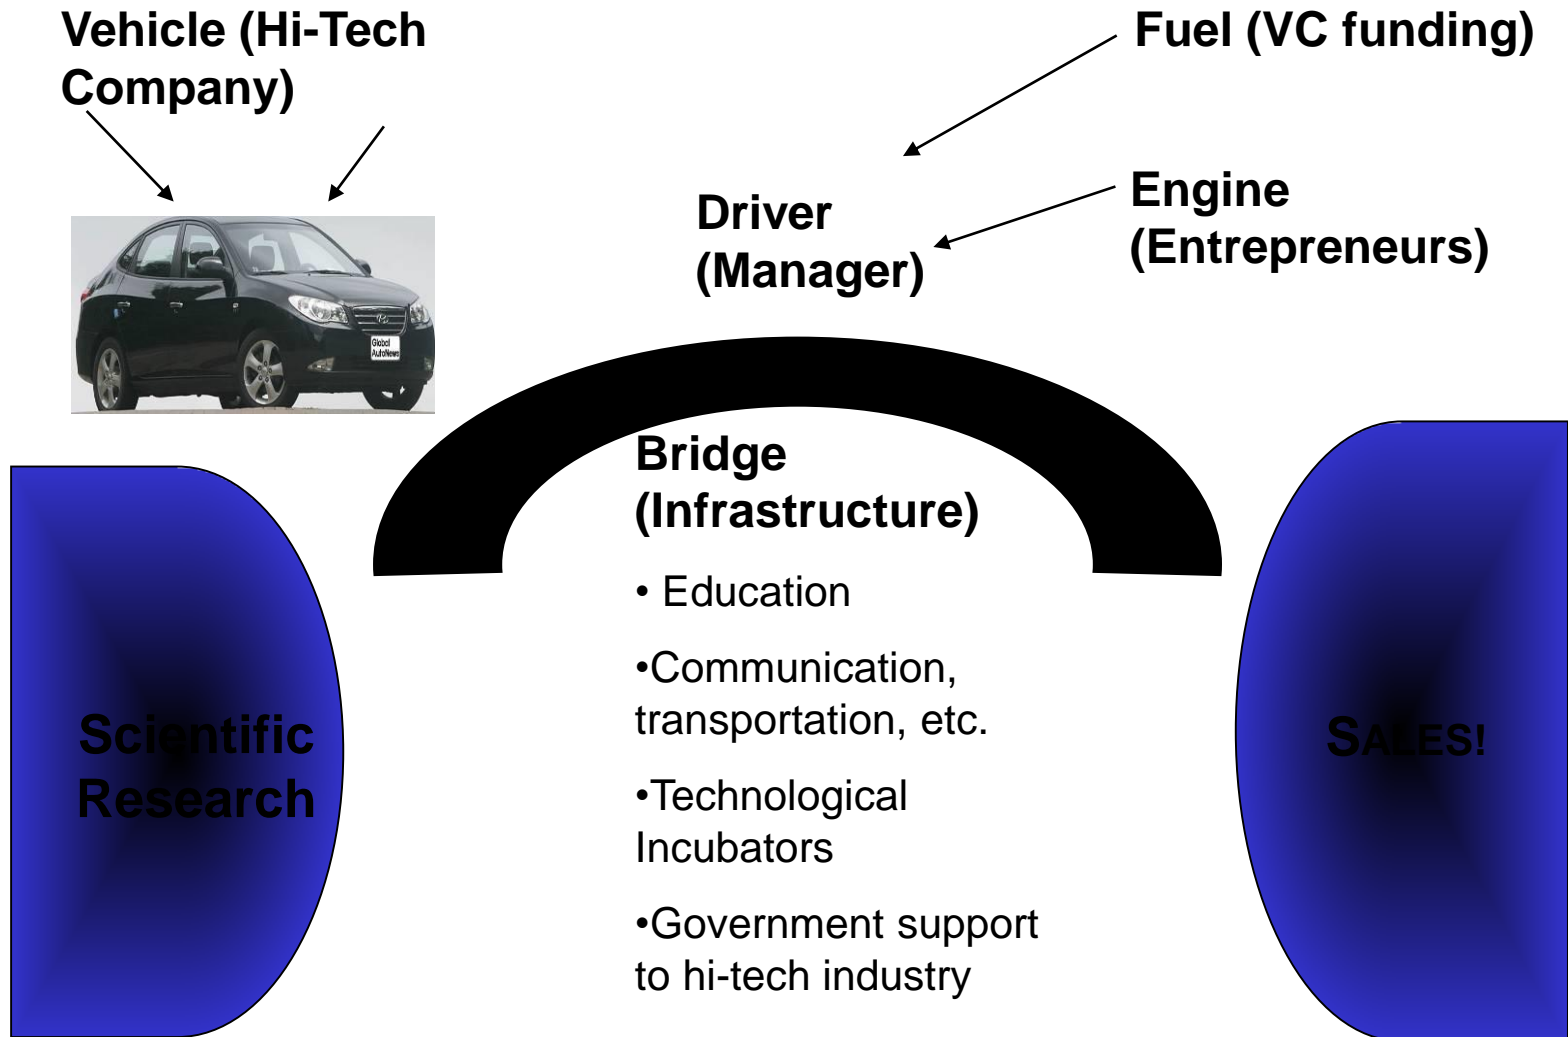 Vehicle (Hi-Tech
Company)
Fuel (VC funding)
Driver
(Manager)
Engine
(Entrepreneurs)
Global
AutoNews
Bridge
(Infrastructure)
• Education
•Communication,
transportation, etc.
•Technological
Incubators
•Government support
to hi-tech industry
Scientific
Research
SALES!